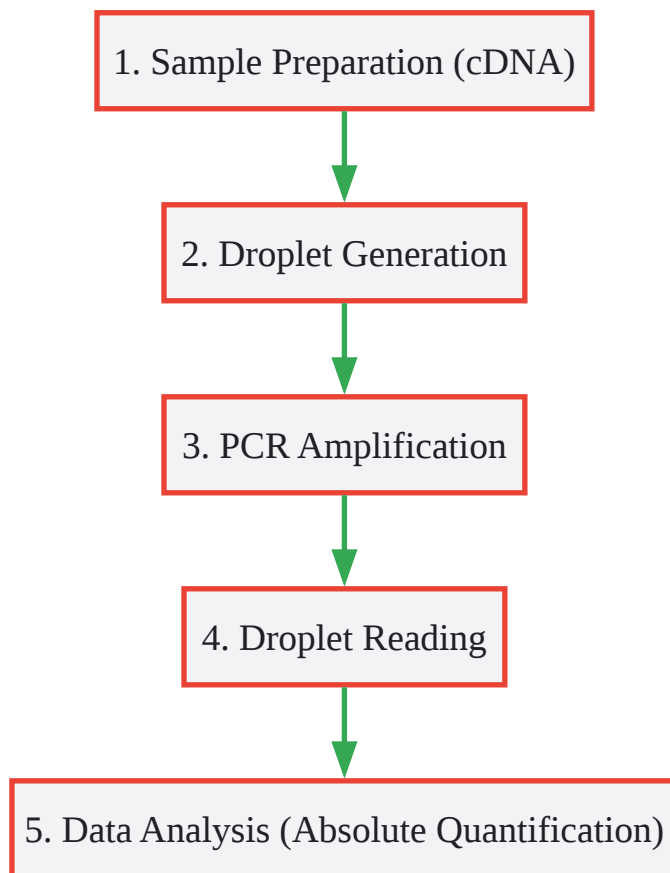 1. Sample Preparation (cDNA)
2. Droplet Generation
3. PCR Amplification
4. Droplet Reading
5. Data Analysis (Absolute Quantification)